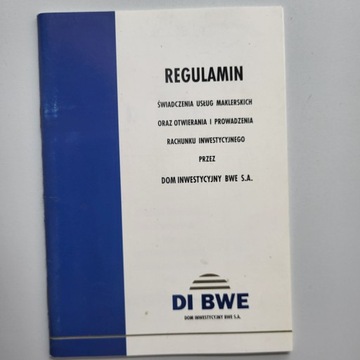 REGULAMIN
ŚWIADCZENIA USŁUG MAKLERSKICH
ORAZ OTWIERANIA I PROWADZENIA
RACHUNKU INWESTYCYJNEGO
PRZEZ
DOM INWESTYCYJNY BWE S.A.
DI BWE
DOM INWESTYCYJNY BWE S.A.